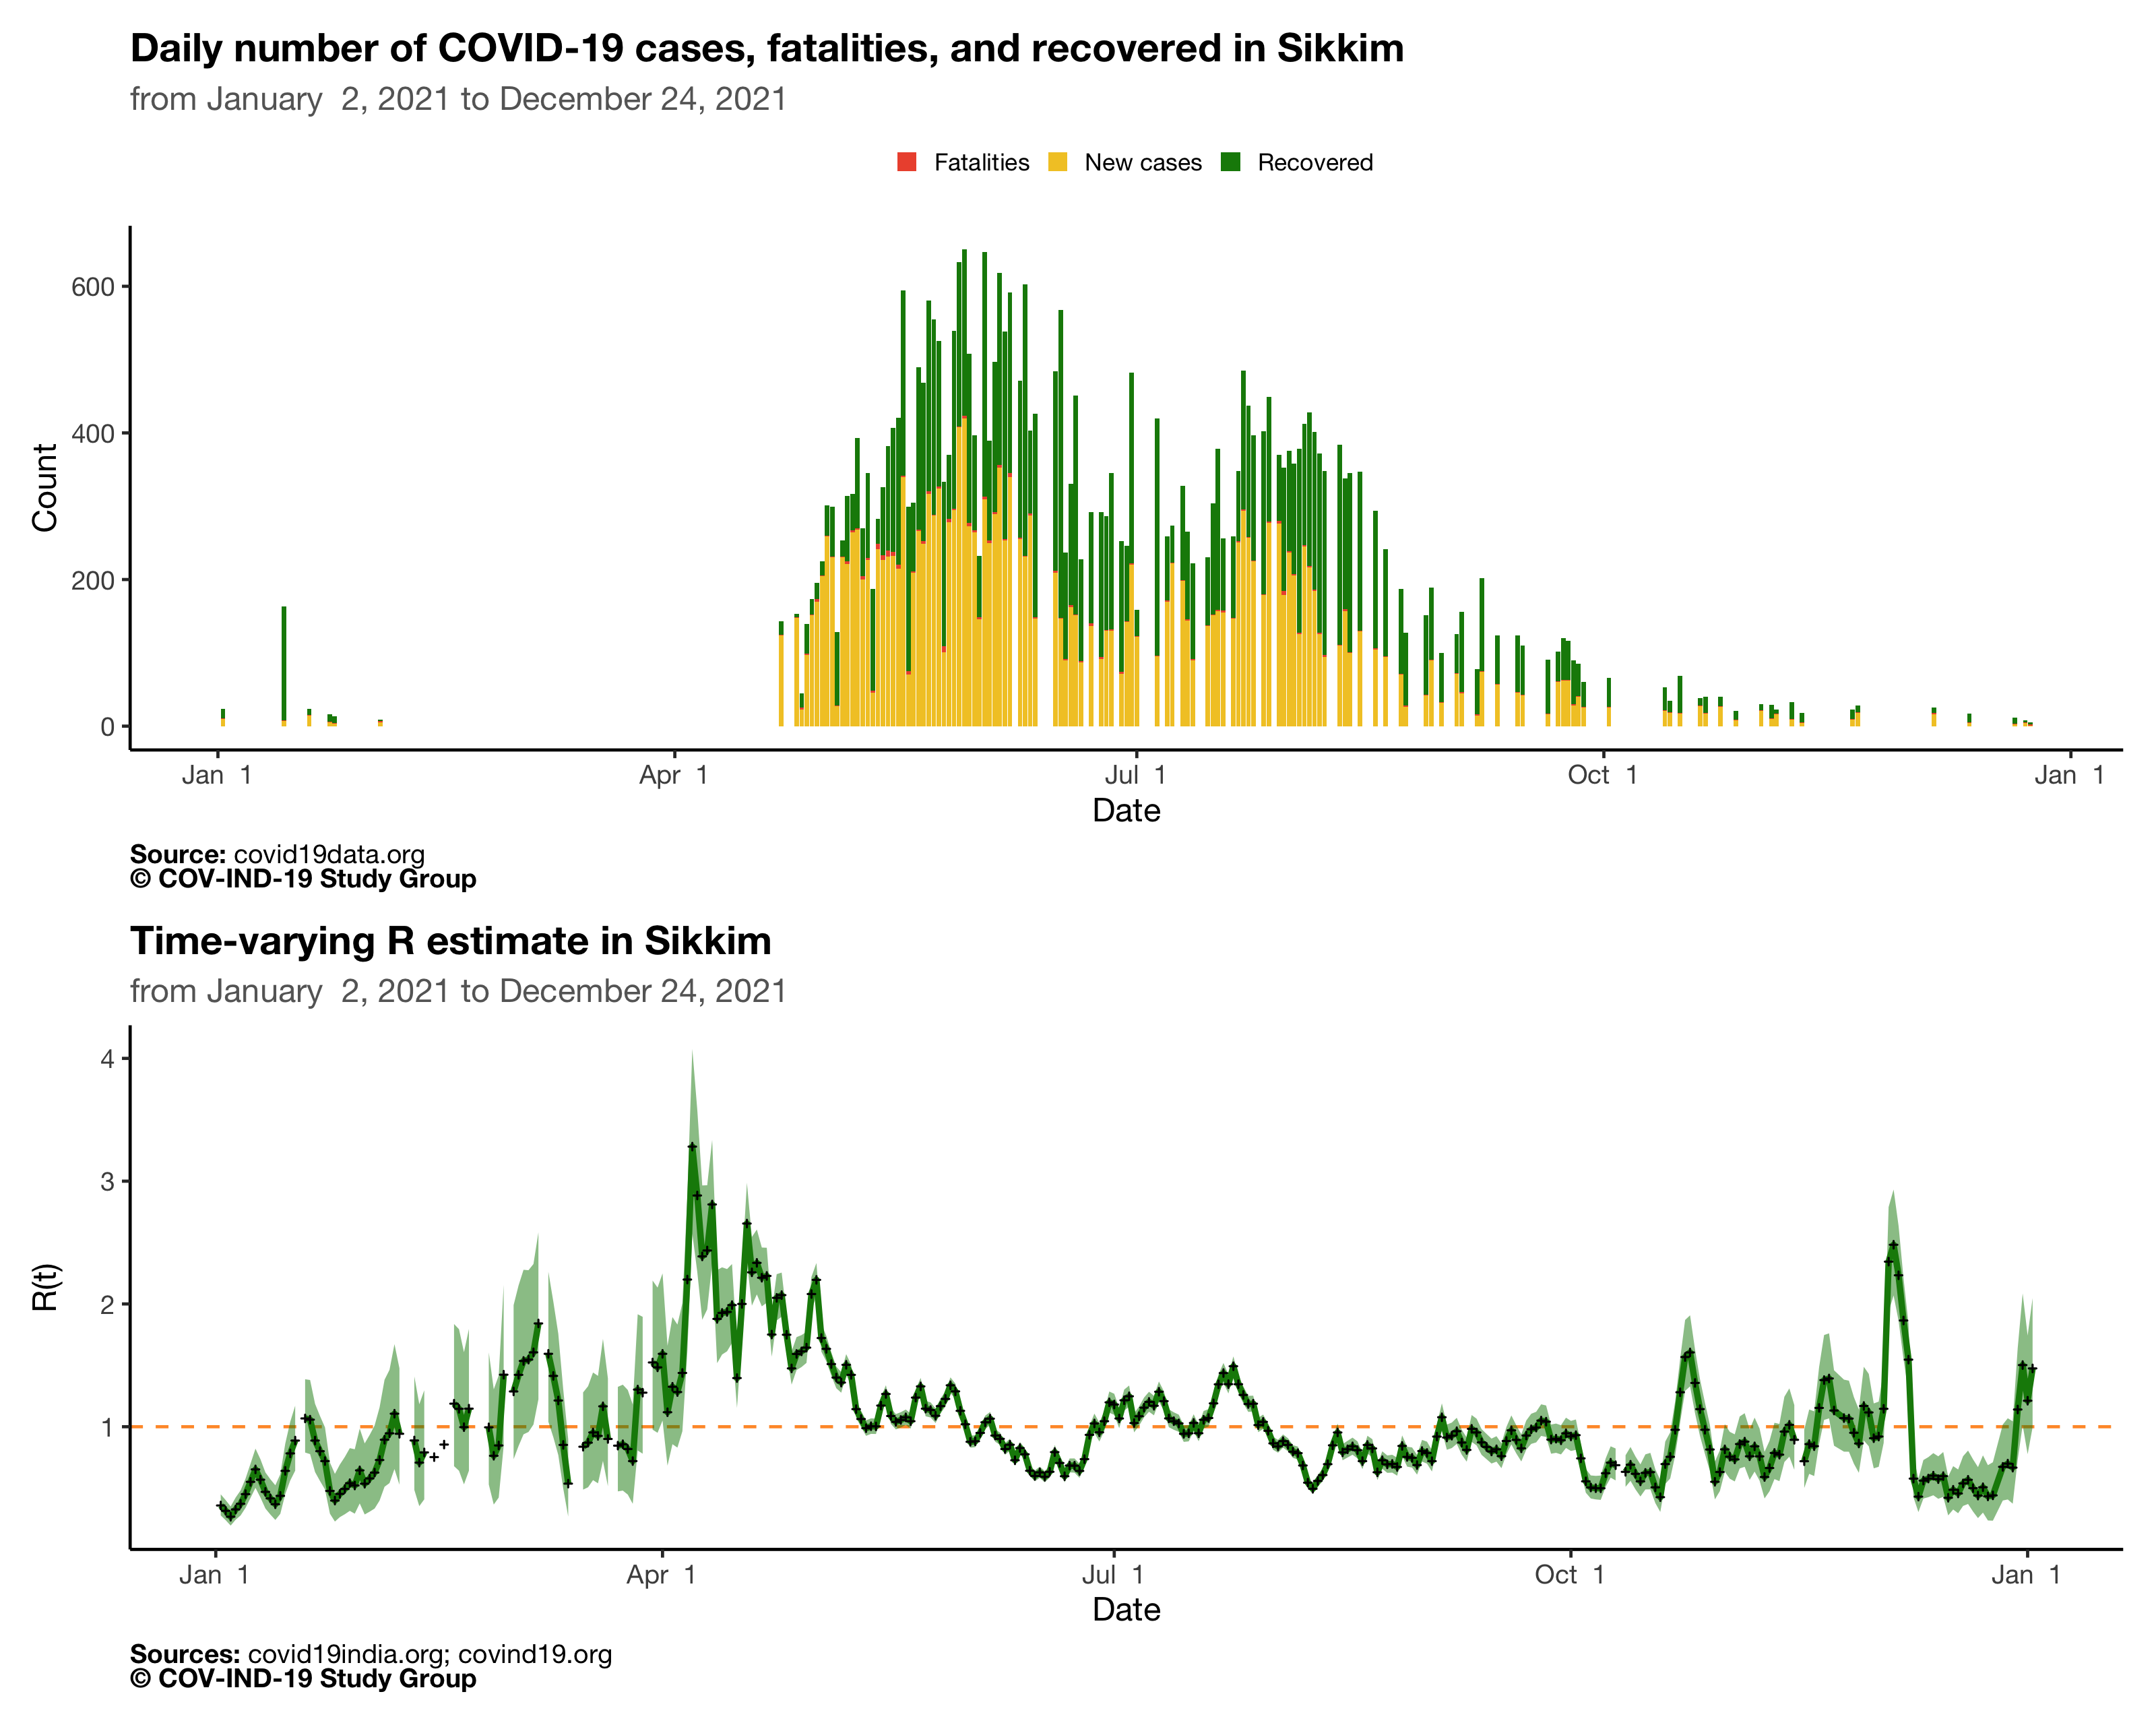 Daily number of COVID-19 cases, fatalities, and recovered in Sikkim
from January  2, 2021 to December 24, 2021
Fatalities New cases Recovered
600
400
200
0
Count
Jan  1 Apr  1 Jul  1 Oct  1 Jan  1
Date
Source: covid19data.org
© COV-IND-19 Study Group
Time-varying R estimate in Sikkim
from January  2, 2021 to December 24, 2021
4
3
2
1
R(t)
Jan  1 Apr  1 Jul  1 Oct  1 Jan  1
Date
Sources: covid19india.org; covind19.org
© COV-IND-19 Study Group